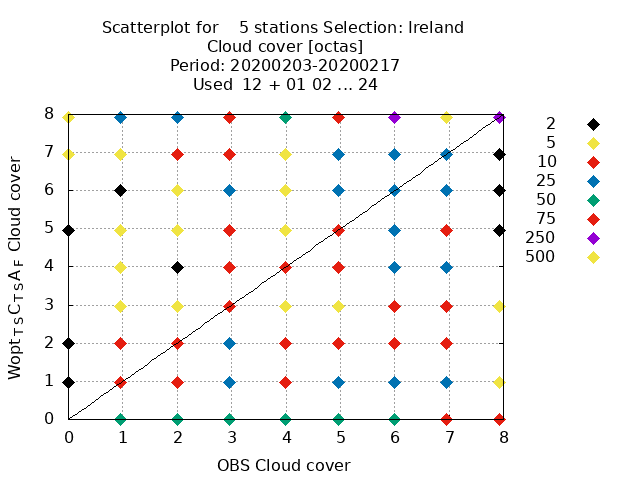 Scatterplot for    5 stations Selection: Ireland
Cloud cover [octas]
Period: 20200203-20200217
Used  12 + 01 02 ... 24
8
7
6
5
4
3
2
1
0
Wopt_T S C_T S A_F  Cloud cover
0 1 2 3 4 5 6 7 8
OBS Cloud cover
2
5
10
25
50
75
250
500